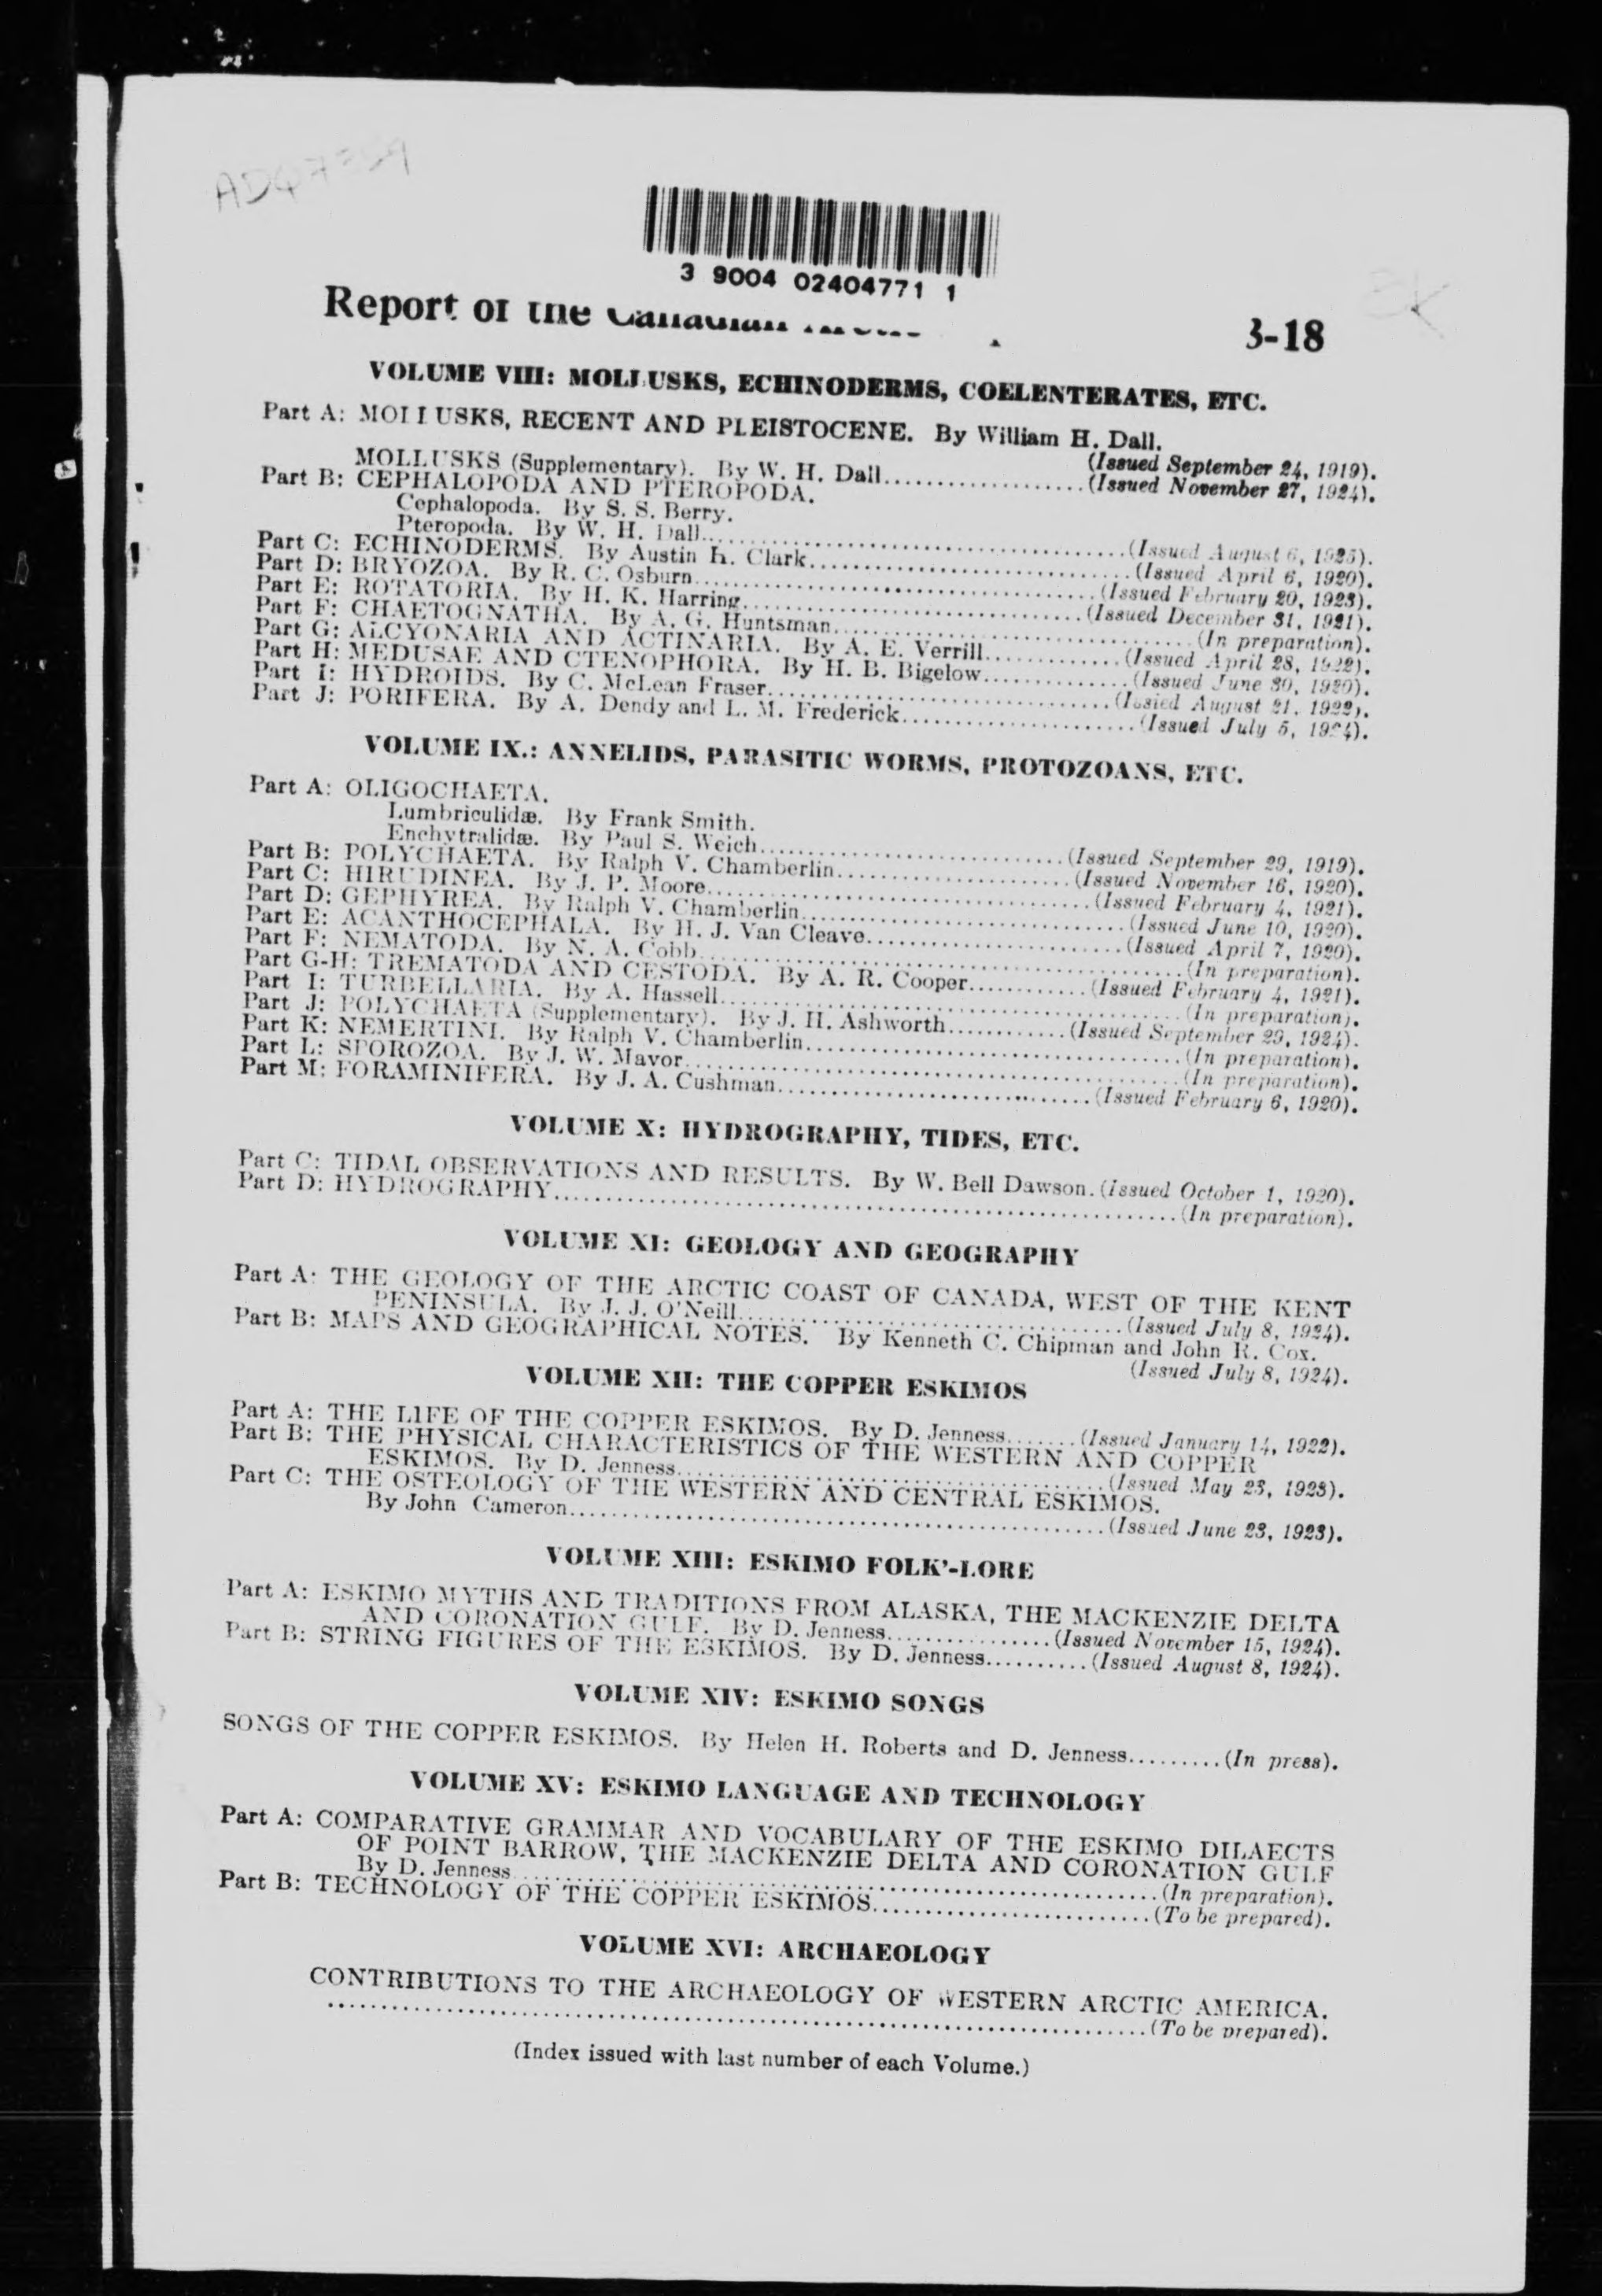 3 9004 02404771 1
Report of the Canadian
3-18
VOLUME VIII: MOLLUSKS, ECHINODERMS, COELENTERATES, ETC.
Part A: MOLLUSKS, RECENT AND PLEISTOCENE. By William H. Dall.
(Issued September 24, 1919).
MOLLUSKS (Supplementary). By W. H. Dall...................(Issued November 27, 1924).
Part B: CEPHALOPODA AND PTEROPODA.
Cephalopoda. By S. S. Berry.
Pteropoda. By W. H. Dall........................................(Issued August 6, 1925).
Part C: ECHINODERMS. By Austin H. Clark..............................(Issued April 6, 1920).
Part D: BRYOZOA. By R. C. Osburn.......................................(Issued February 20, 1923).
Part E: ROTATORIA. By H. K. Harring................................(Issued December 31, 1921).
Part F: CHAETOGNATHA. By A. G. Huntsman..................................(In preparation).
Part G: ALCYONARIA AND ACTINARIA. By A. E. Verrill.............(Issued April 28, 1922).
Part H: MEDUSAE AND CTENOPHORA. By H. B. Bigelow..............(Issued June 30, 1920).
Part I: HYDROIDS. By C. McLean Fraser.................................(Issied August 21, 1922).
Part J: PORIFERA. By A. Dendy and L. M. Frederick......................(Issued July 5, 1924).
VOLUME IX.: ANNELIDS, PARASITIC WORMS, PROTOZOANS, ETC.
Part A: OLIGOCHAETA.
Lumbriculidæ. By Frank Smith.
Enchytralidæ. By Paul S. Welch.............................(Issued September 29, 1919).
Part B: POLYCHAETA. By Ralph V. Chamberlin......................(Issued November 16, 1920).
Part C: HIRUDINEA. By J. P. Moore.....................................(Issued February 4, 1921).
Part D: GEPHYREA. By Ralph V. Chamberlin...............................(Issued June 10, 1920).
Part E: ACANTHOCEPHALA. By H. J. Van Cleave........................(Issued April 7, 1920).
Part F: NEMATODA. By N. A. Cobb..............................................(In preparation).
Part G-H: TREMATODA AND CESTODA. By A. R. Cooper...........(Issued February 4, 1921).
Part I: TURBELLARIA. By A. Hassell............................................(In preparation).
Part J: POLYCHAETA (Supplementary). By J. H. Ashworth...........(Issued September 29, 1924).
Part K: NEMERTINI. By Ralph V. Chamberlin....................................(In preparation).
Part L: SPOROZOA. By J. W. Mavor..............................................(In preparation).
Part M: FORAMINIFERA. By J. A. Cushman..............................(Issued February 6, 1920).
VOLUME X: HYDROGRAPHY, TIDES, ETC.
Part C: TIDAL OBSERVATIONS AND RESULTS. By W. Bell Dawson.(issued October 1, 1920).
Part D: HYDROGRAPHY............................................................(In preparation).
VOLUME XI: GEOLOGY AND GEOGRAPHY
Part A: THE GEOLOGY OF THE ARCTIC COAST OF CANADA, WEST OF THE KENT
PENINSULA. By J. J. O'Neill.....................................(Issued July 8, 1924).
Part B: MAPS AND GEOGRAPHICAL NOTES. By Kenneth C. Chipman and John R. Cox.
(Issued July 8, 1924).
VOLUME XII: THE COPPER ESKIMOS
Part A: THE LIFE OF THE COPPER ESKIMOS. By D. Jenness.......(Issued January 14, 1922).
Part B: THE PHYSICAL CHARACTERISTICS OF THE WESTERN AND COPPER
ESKIMOS. By D. Jenness.........................................(Issued May 23, 1923).
Part C: THE OSTEOLOGY OF THE WESTERN AND CENTRAL ESKIMOS.
By John Cameron...................................................(Issued June 23, 1923).
VOLUME XIII: ESKIMO FOLK'-LORE
Part A: ESKIMO MYTHS AND TRADITIONS FROM ALASKA, THE MACKENZIE DELTA
AND CORONATION GULF. By D. Jenness................(Issued November 15, 1924).
Part B: STRING FIGURES OF THE ESKIMOS. By D. Jenness..........(Issued August 8, 1924).
VOLUME XIV: ESKIMO SONGS
SONGS OF THE COPPER ESKIMOS. By Helen H. Roberts and D. Jenness.........(In press).
VOLUME XV: ESKIMO LANGUAGE AND TECHNOLOGY
Part A: COMPARATIVE GRAMMAR AND VOCABULARY OF THE ESKIMO DILAECTS
OF POINT BARROW, THE MACKENZIE DELTA AND CORONATION GULF
By D. Jenness..............................................................(In preparation).
Part B: TECHNOLOGY OF THE COPPER ESKIMOS...........................(To be prepared).
VOLUME XVI: ARCHAEOLOGY
CONTRIBUTIONS TO THE ARCHAEOLOGY OF WESTERN ARCTIC AMERICA.
...............................................................................(To be prepared).
(Index issued with last number of each Volume.)